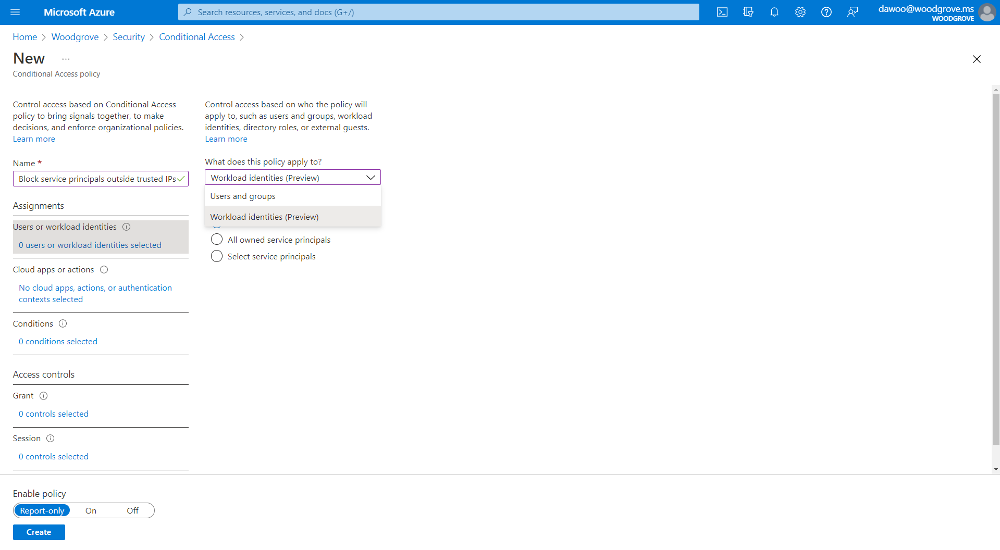 Microsoft Azure
Search resources, services, and docs (G+/)
dawoo@woodgrove.ms
WOODGROVE
Home > Woodgrove > Security > Conditional Access >
New ...
Conditional Access policy
Control access based on Conditional Access
policy to bring signals together, to make
decisions, and enforce organizational policies.
Learn more
Name *
Block service principals outside trusted IPs
Assignments
Users or workload identities
0 users or workload identities selected
Cloud apps or actions
No cloud apps, actions, or authentication
contexts selected
Conditions
0 conditions selected
Access controls
Grant
0 controls selected
Session
0 controls selected
Control access based on who the policy will
apply to, such as users and groups, workload
identities, directory roles, or external guests.
Learn more
What does this policy apply to?
Workload identities (Preview)
Users and groups
Workload identities (Preview)
All owned service principals
Select service principals
Enable policy
Report-only On Off
Create